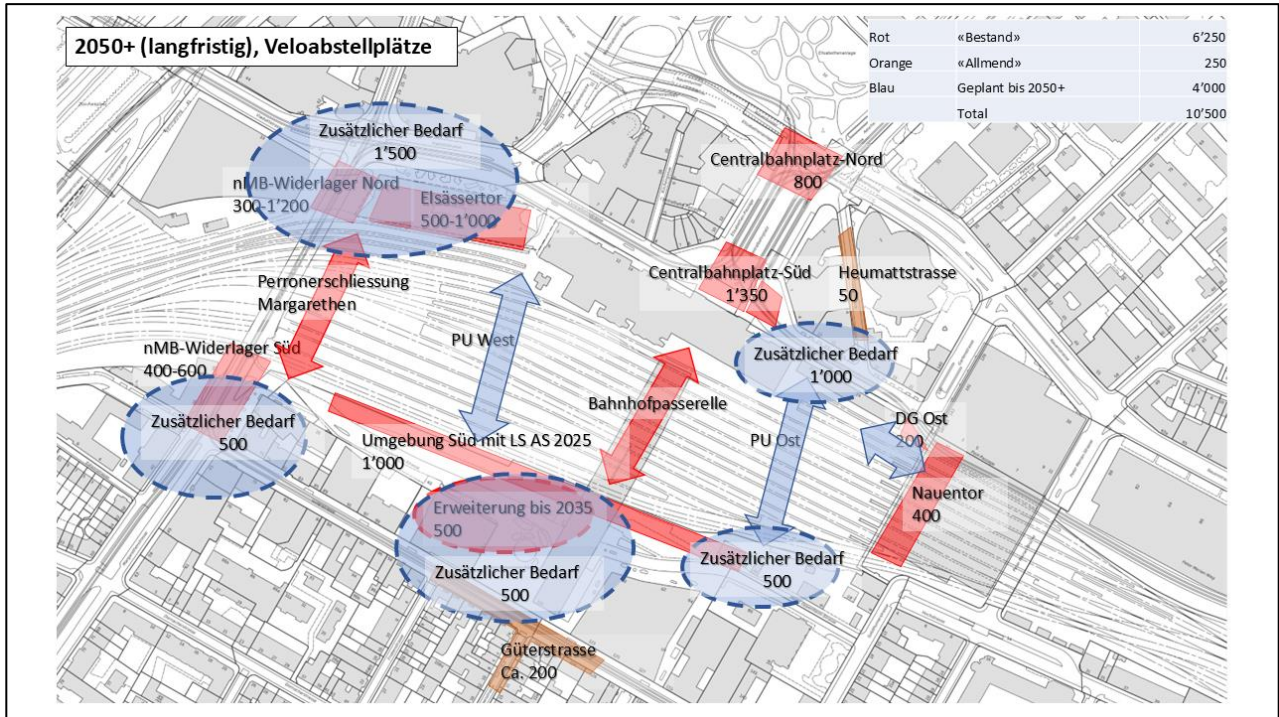 2050+ (langfristig), Veloabstellplätze
Rot «Bestand» 6’250
Orange «Allmend» 250
Blau Geplant bis 2050+ 4’000
Total 10’500
Zusätzlicher Bedarf
1’500
nMB-Widerlager Nord
300-1’200
Elsässertor
500-1’000
Centralbahnplatz-Nord
800
Perronerschliessung
Margarethen
Centralbahnplatz-Süd
1’350
Heumattstrasse
50
PU West
nMB-Widerlager Süd
400-600
Zusätzlicher Bedarf
1’000
Bahnhofpasserelle
Zusätzlicher Bedarf
500
Umgebung Süd mit LS AS 2025
1’000
PU Ost
DG Ost
200
Nauentor
400
Erweiterung bis 2035
500
Zusätzlicher Bedarf
500
Zusätzlicher Bedarf
500
Güterstrasse
Ca. 200